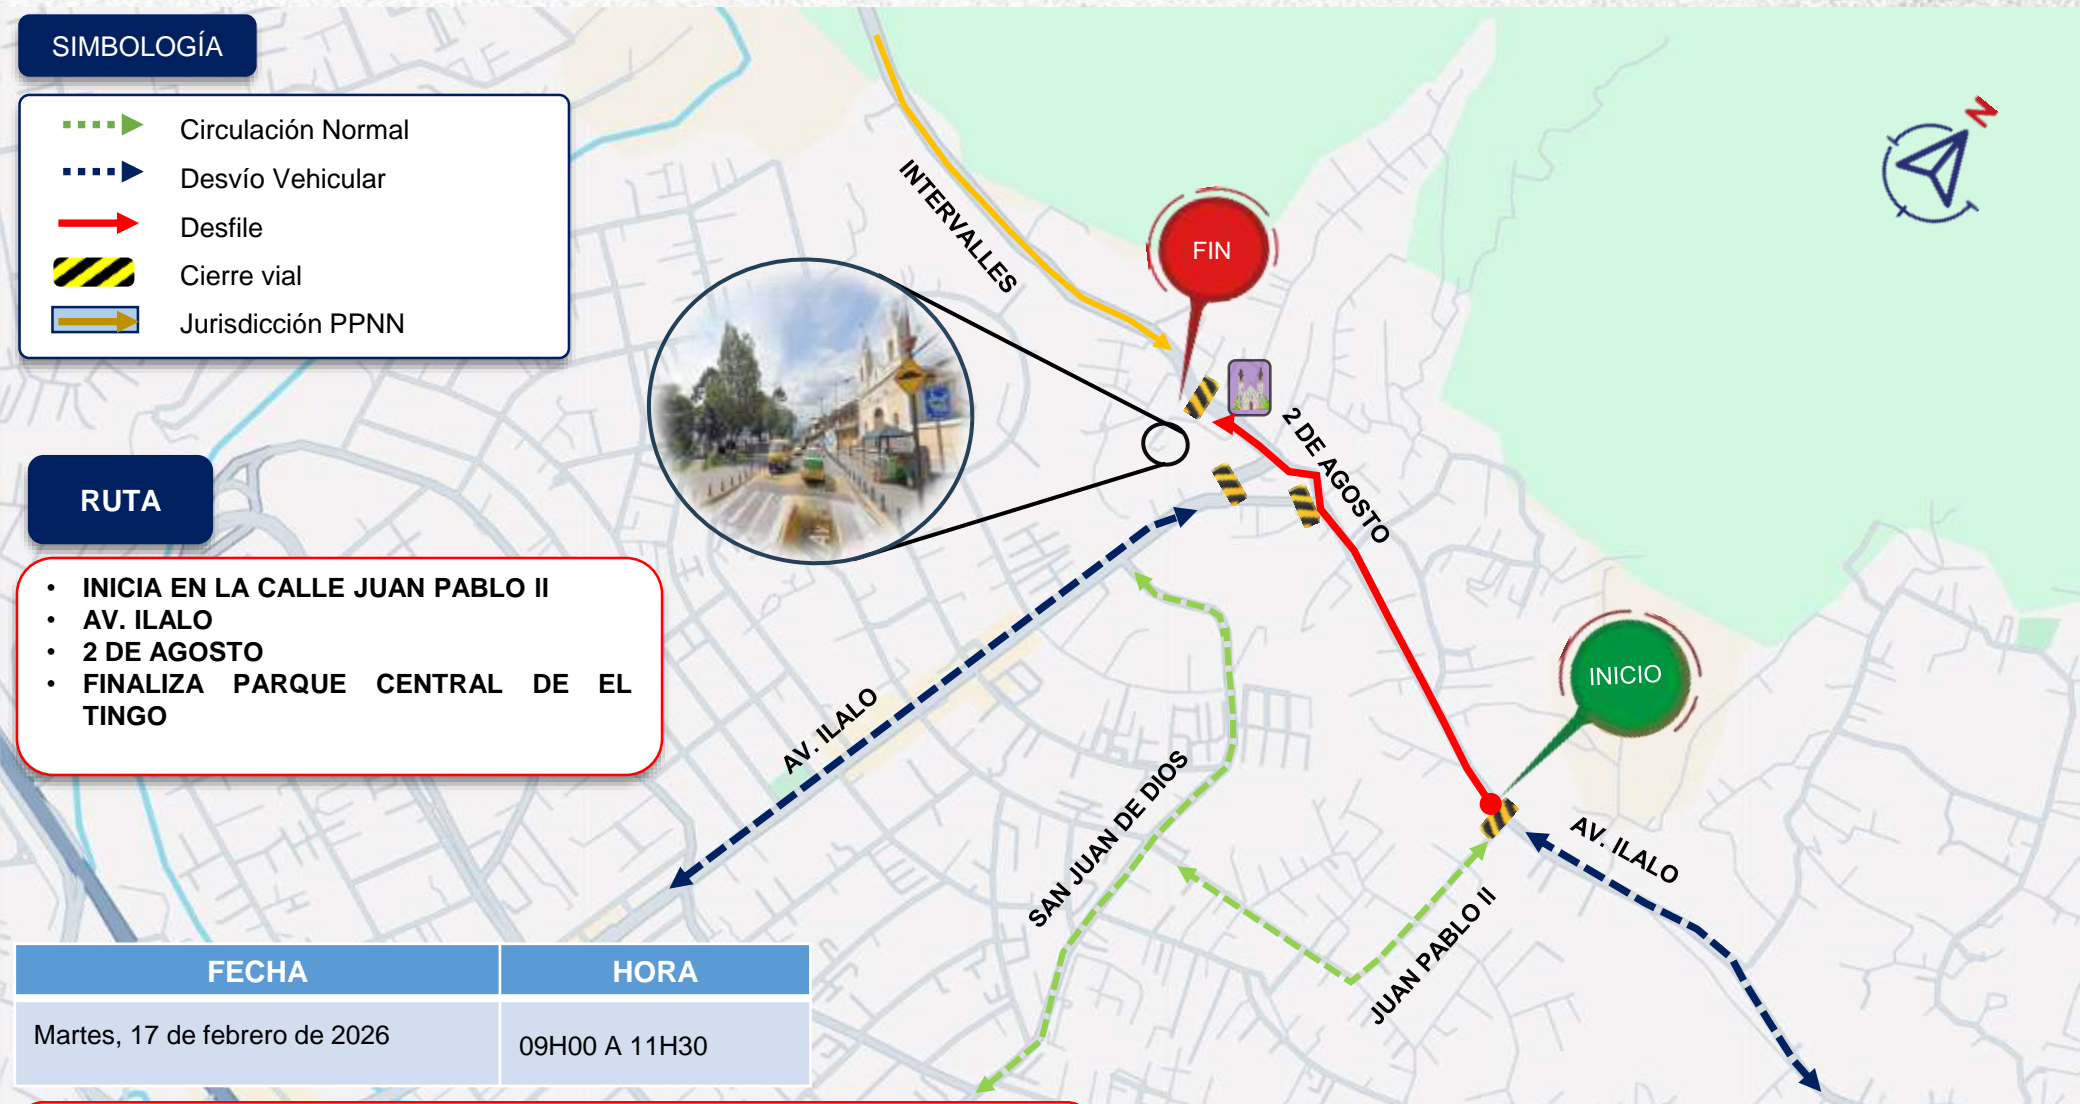 SIMBOLOGÍA
Circulación Normal
Desvío Vehicular
Desfile
Cierre vial
Jurisdicción PPNN
N
INTERVALLES
FIN
2 DE AGOSTO
RUTA
• INICIA EN LA CALLE JUAN PABLO II
• AV. ILALO
• 2 DE AGOSTO
• FINALIZA PARQUE CENTRAL DE EL
TINGO
INICIO
AV. ILALO
SAN JUAN DE DIOS
AV. ILALO
JUAN PABLO II
FECHA HORA
Martes, 17 de febrero de 2026 09H00 A 11H30